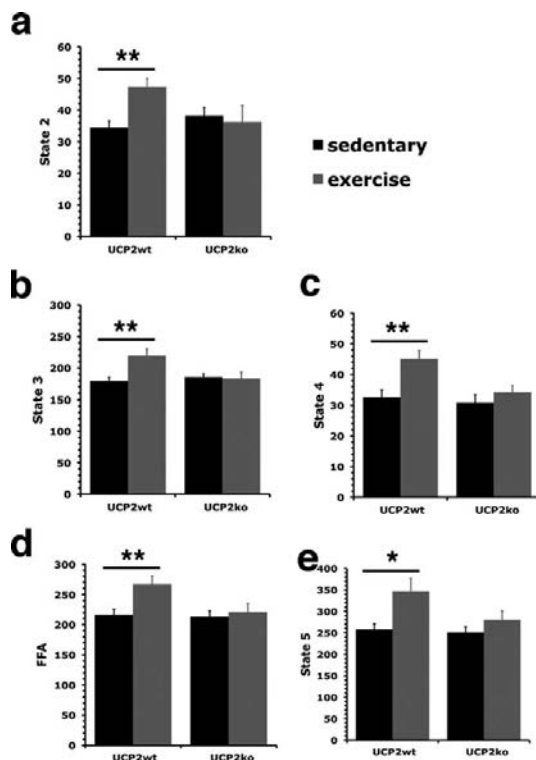 a
**
60
50
40
30
20
10
0
State 2
UCP2wt UCP2ko
sedentary
exercise
b
**
300
250
200
150
100
50
0
State 3
UCP2wt UCP2ko
c
**
60
50
40
30
20
10
0
State 4
UCP2wt UCP2ko
d
**
300
250
200
150
100
50
0
FFA
UCP2wt UCP2ko
e
*
400
350
300
250
200
150
100
50
0
State 5
UCP2wt UCP2ko